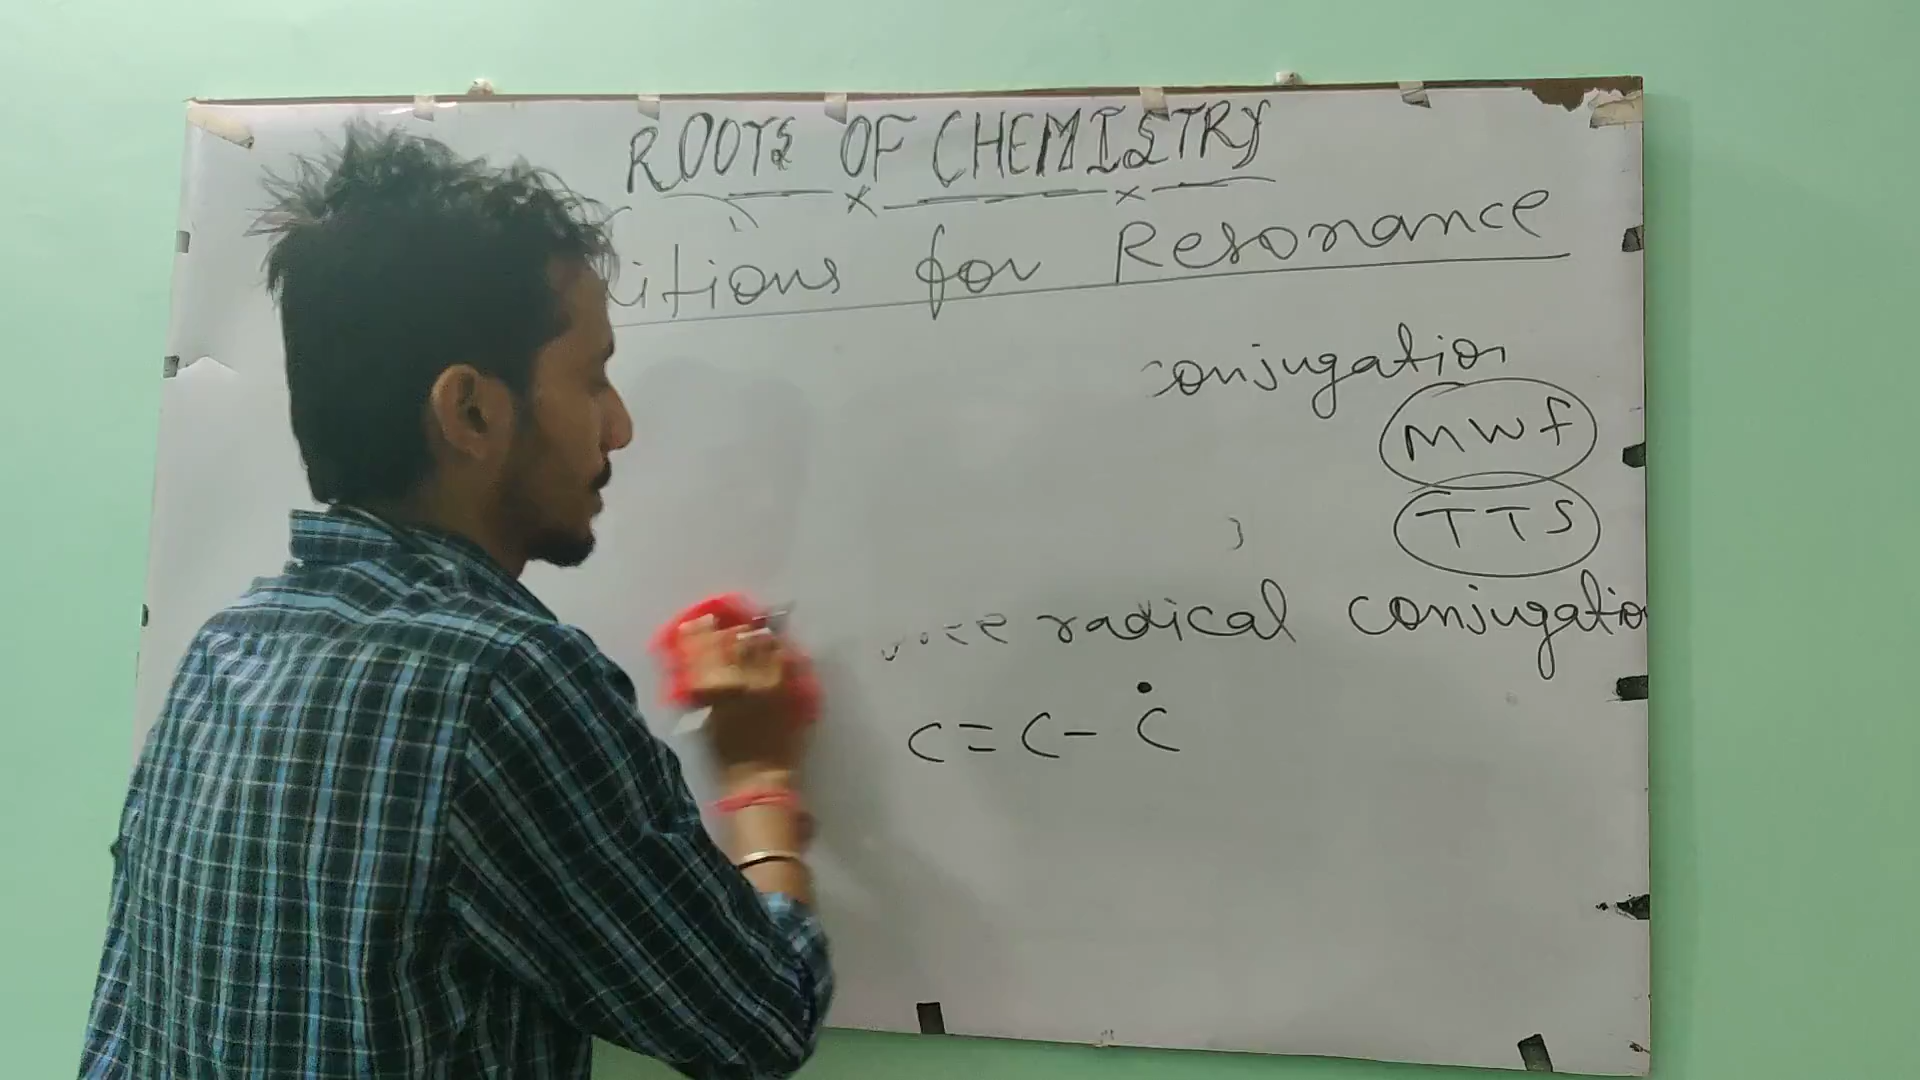 ROOTS OF CHEMISTRY
itions for Resonance
conjugation
MWF
TTS
radical conjugation
C=C-Ċ